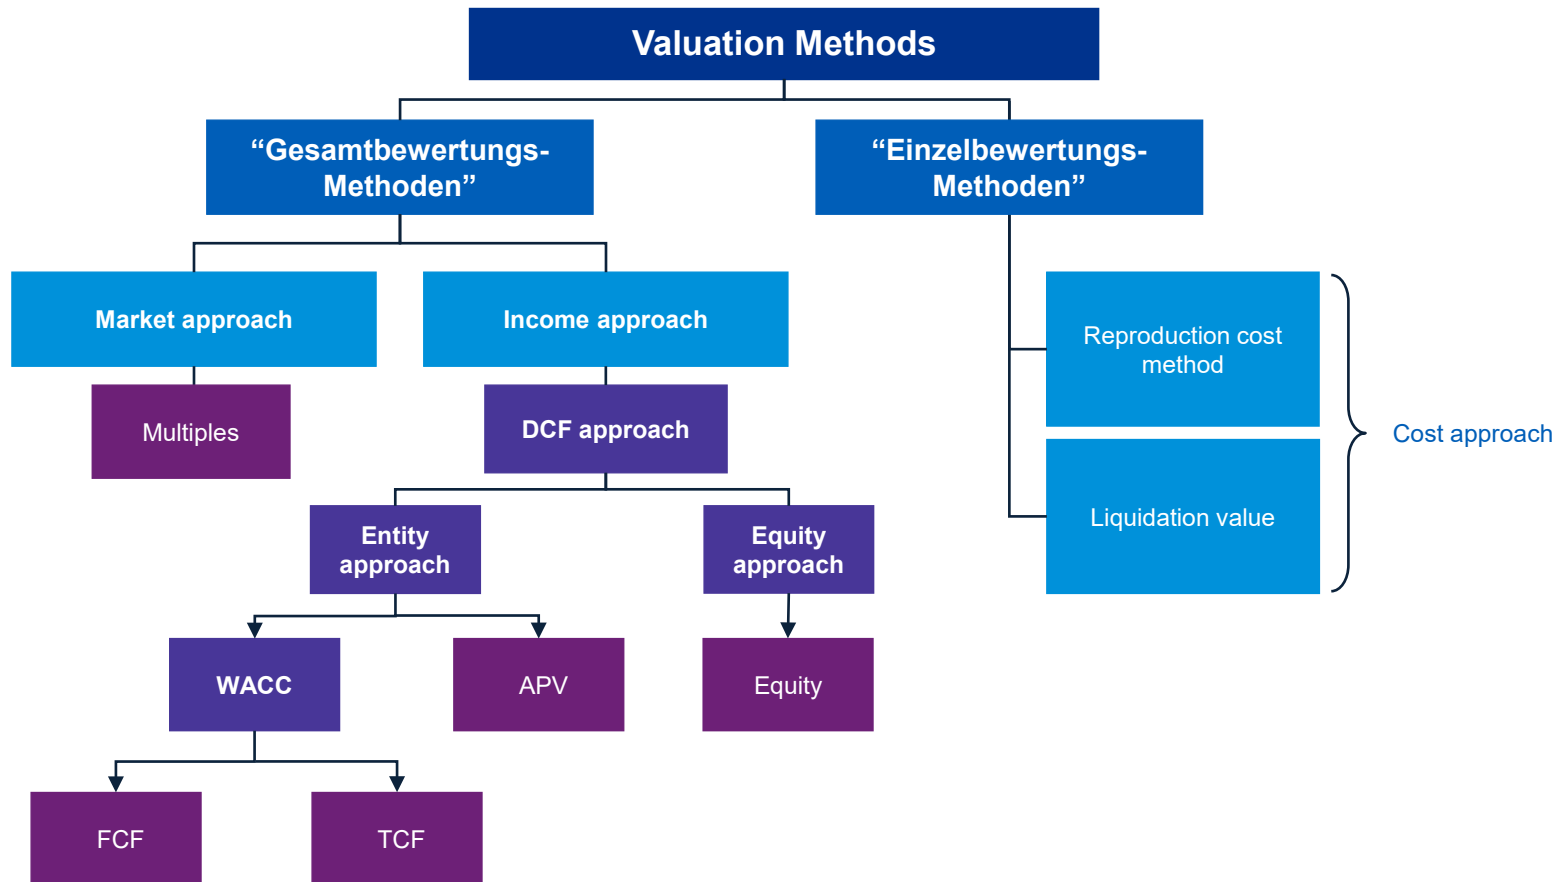 Valuation Methods
“Gesamtbewertungs-
Methoden”
“Einzelbewertungs-
Methoden”
Market approach
Income approach
Reproduction cost
method
Multiples
DCF approach
Cost approach
Liquidation value
Entity
approach
Equity
approach
WACC
APV
Equity
FCF
TCF